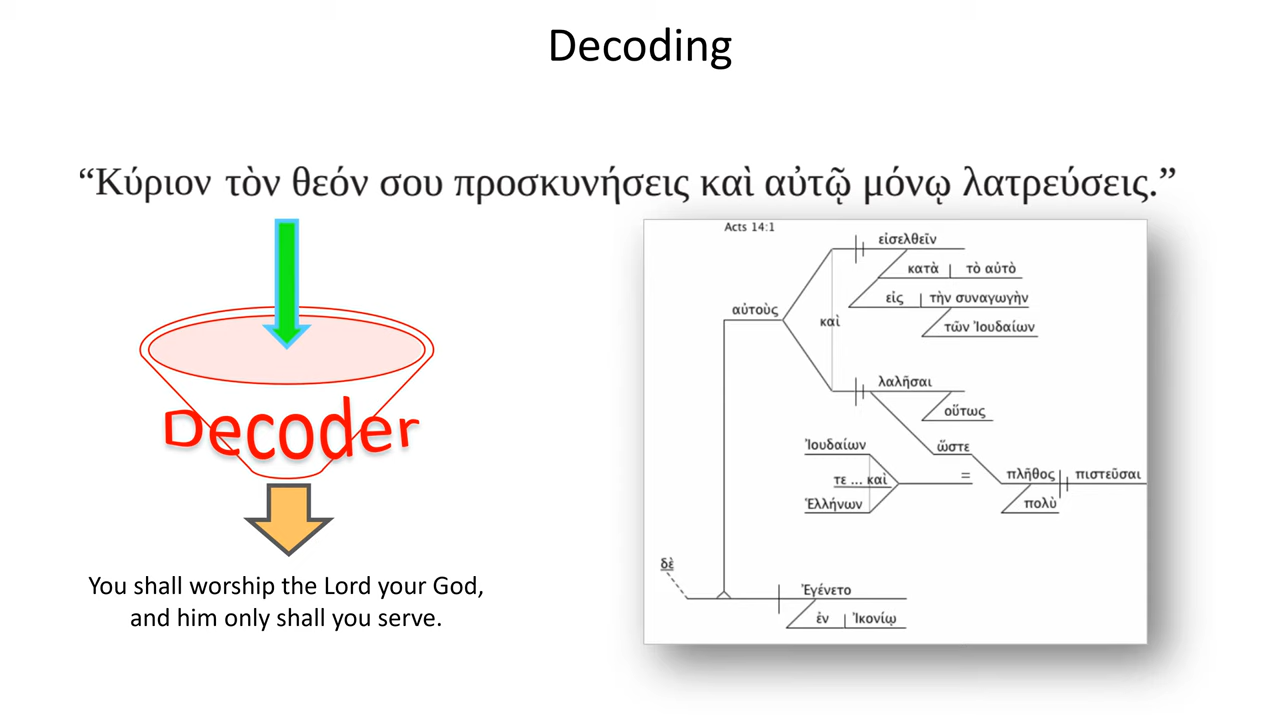 Decoding
“Κύριον τὸν θεόν σου προσκυνήσεις καὶ αὐτῷ μόνῳ λατρεύσεις.”
Decoder
You shall worship the Lord your God,
and him only shall you serve.
Acts 14:1
εἰσελθεῖν
κατὰ τὸ αὐτὸ
εἰς τὴν συναγωγὴν
αὐτοὺς
καὶ
τῶν Ἰουδαίων
λαλῆσαι
οὕτως
Ἰουδαίων
ὥστε
τε ... καὶ
=
πλῆθος
πιστεῦσαι
Ἑλλήνων
πολὺ
δὲ
Ἐγένετο
ἐν Ἰκονίῳ